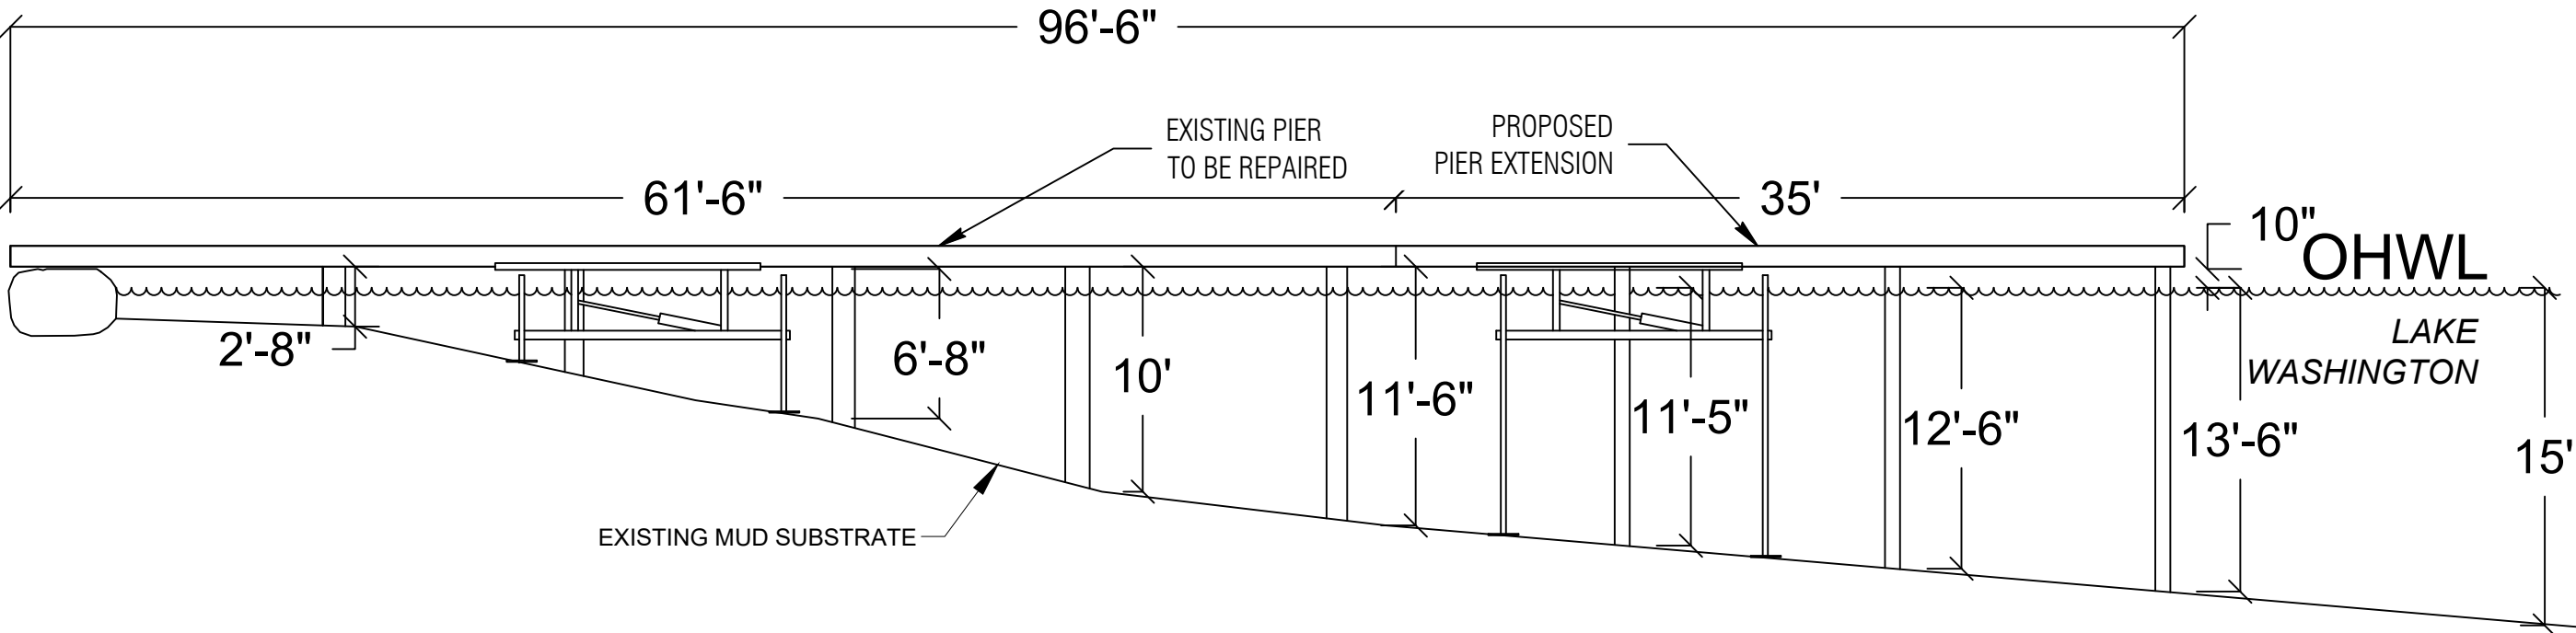 96'-6"
EXISTING PIER
TO BE REPAIRED
PROPOSED
PIER EXTENSION
61'-6"
35'
10"
OHWL
LAKE
WASHINGTON
2'-8"
6'-8"
10'
11'-6"
11'-5"
12'-6"
13'-6"
15'
EXISTING MUD SUBSTRATE